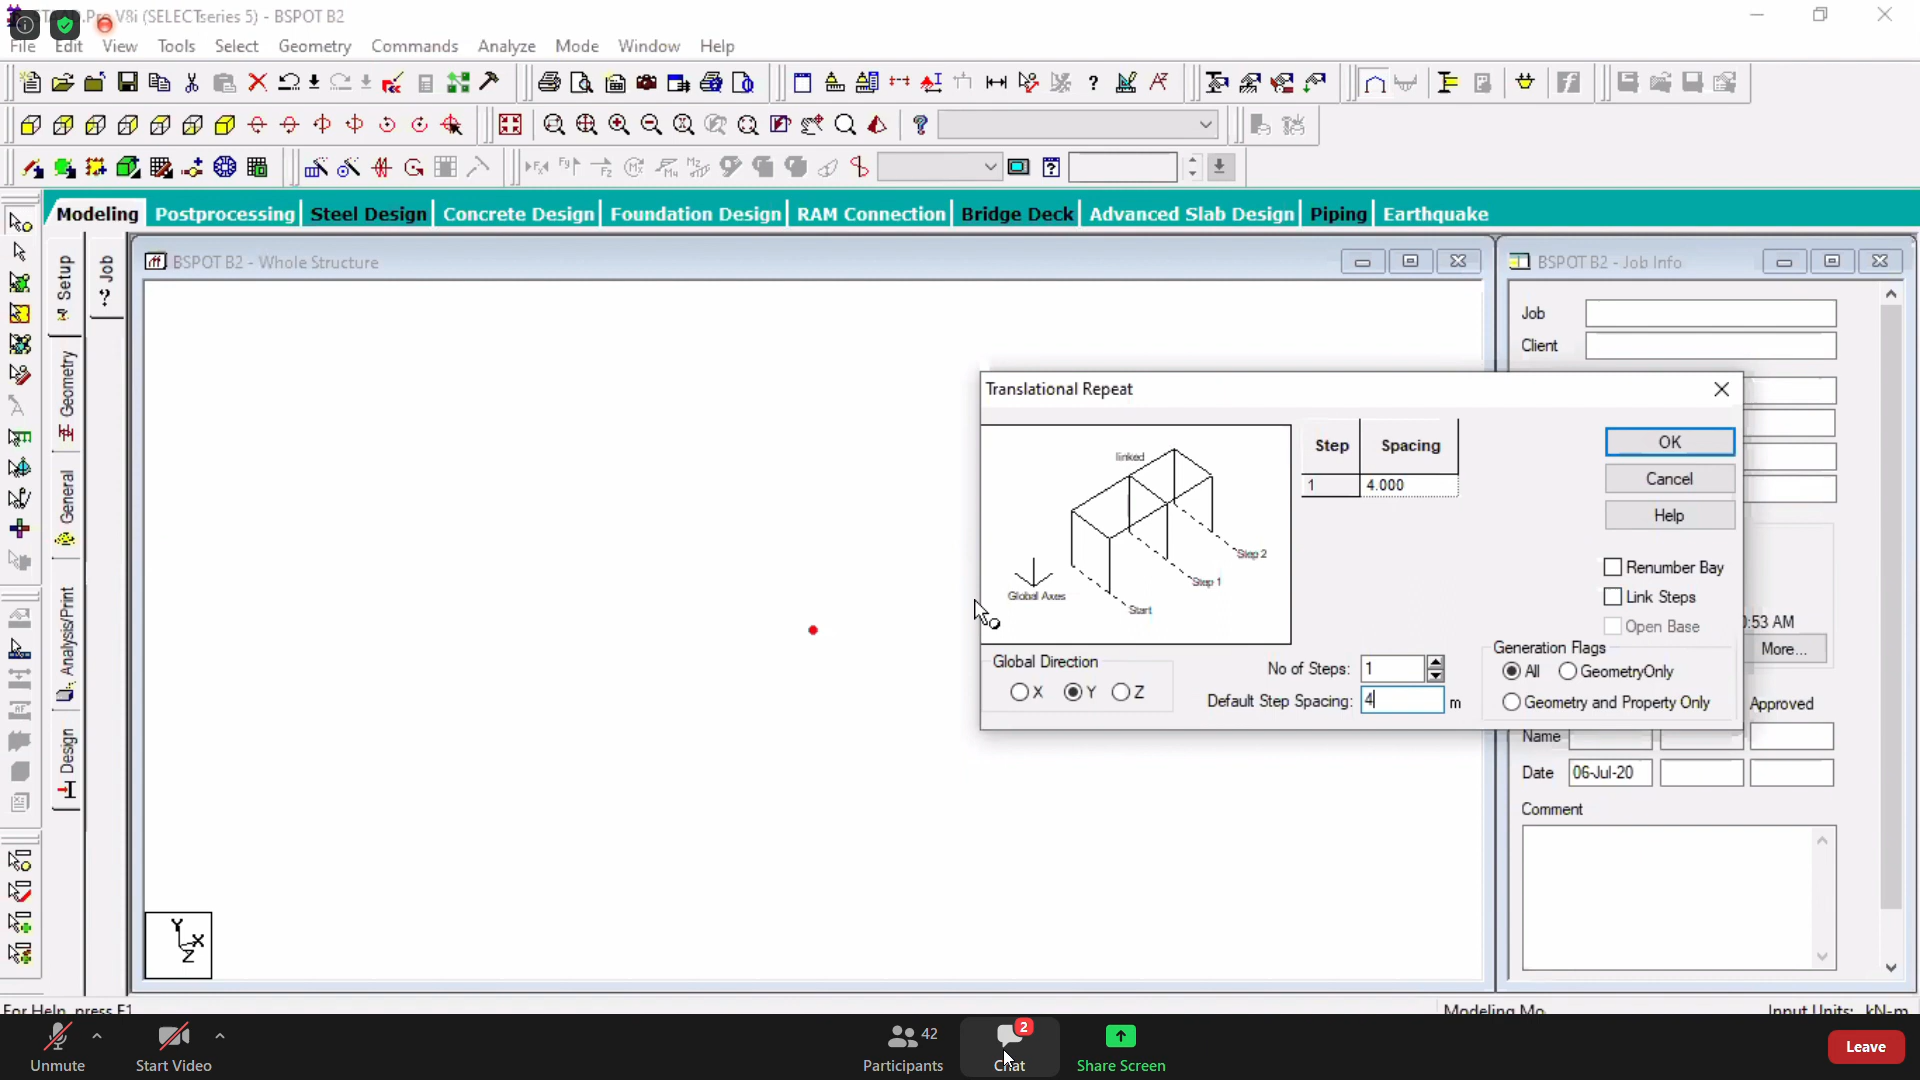 .Pro V8i (SELECTseries 5) - BSPOT B2
File Edit View Tools Select Geometry Commands Analyze Mode Window Help
Modeling Postprocessing Steel Design Concrete Design Foundation Design RAM Connection Bridge Deck Advanced Slab Design Piping Earthquake
Setup
Geometry
General
Analysis/Print
Design
Job
BSPOT B2 - Whole Structure
BSPOT B2 - Job Info
Job
Client
Translational Repeat
linked
Step 2
Step 1
Start
Global Axes
Step Spacing
1 4.000
OK
Cancel
Help
Renumber Bay
Link Steps
Open Base
Global Direction
X Y Z
No of Steps: 1
Default Step Spacing: 4 m
Generation Flags
All GeometryOnly
Geometry and Property Only
:53 AM
More...
Approved
Name
Date 06-Jul-20
Comment
Y
X
Z
For Help, press F1
Modeling Mo
Input Units: kN-m
Unmute
Start Video
42
Participants
2
Chat
Share Screen
Leave